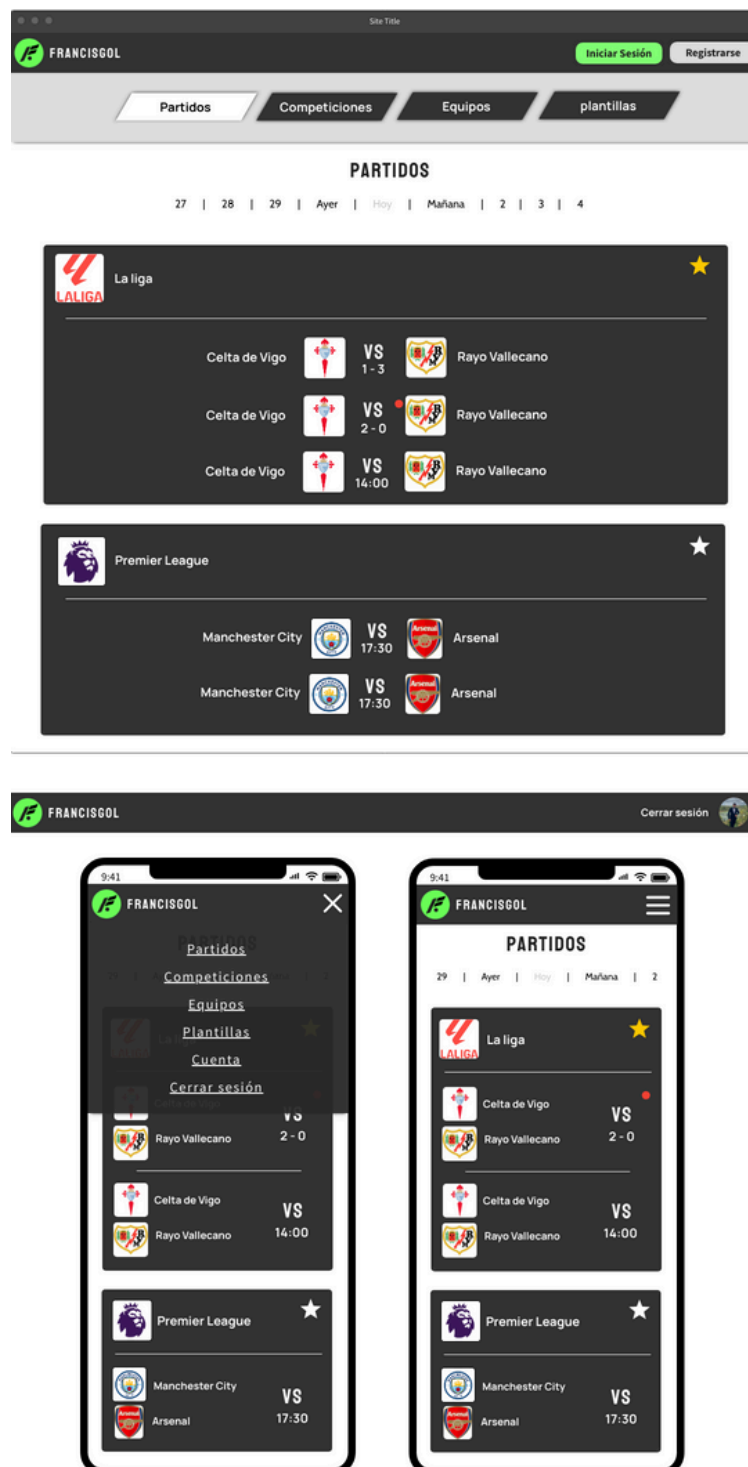 Site Title
FRANCISGOL
Iniciar Sesión Registrarse
Partidos Competiciones Equipos plantillas
PARTIDOS
27 | 28 | 29 | Ayer | Hoy | Mañana | 2 | 3 | 4
LALIGA
La liga
Celta de Vigo VS Rayo Vallecano
1 - 3
Celta de Vigo VS Rayo Vallecano
2 - 0
Celta de Vigo VS Rayo Vallecano
14:00
Premier League
Manchester City VS Arsenal Arsenal
17:30
Manchester City VS Arsenal Arsenal
17:30
FRANCISGOL Cerrar sesión
9:41
FRANCISGOL
Partidos
Competiciones
Equipos
Plantillas
Cuenta
Cerrar sesión
VS
Rayo Vallecano 2 - 0
Celta de Vigo
VS
Rayo Vallecano 14:00
Premier League
Manchester City
VS
Arsenal 17:30
9:41
FRANCISGOL
PARTIDOS
29 | Ayer | Hoy | Mañana | 2
LALIGA
La liga
Celta de Vigo
VS
Rayo Vallecano 2 - 0
Celta de Vigo
VS
Rayo Vallecano 14:00
Premier League
Manchester City
VS
Arsenal 17:30